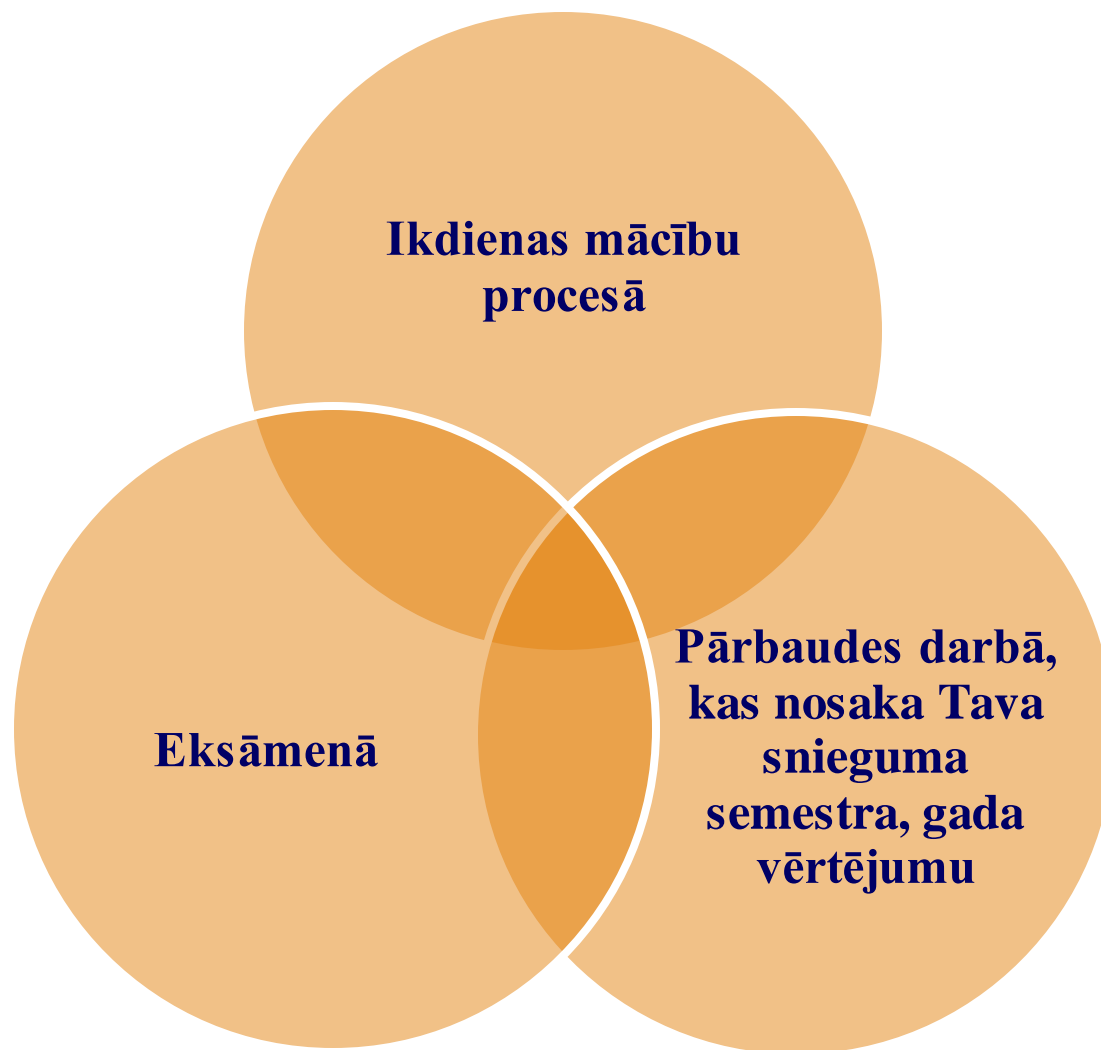 Ikdienas mācību
procesā
Eksāmenā
Pārbaudes darbā,
kas nosaka Tava
snieguma
semestra, gada
vērtējumu